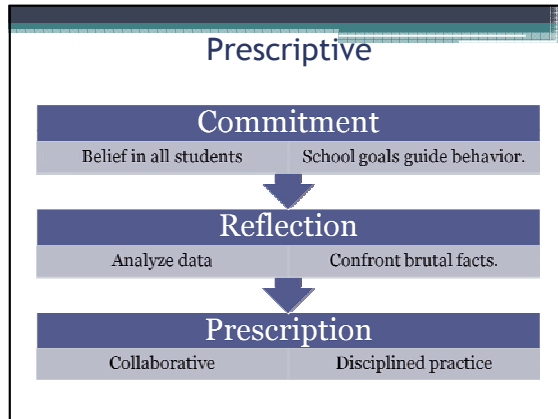 Prescriptive
Commitment
Belief in all students School goals guide behavior.
Reflection
Analyze data Confront brutal facts.
Prescription
Collaborative Disciplined practice